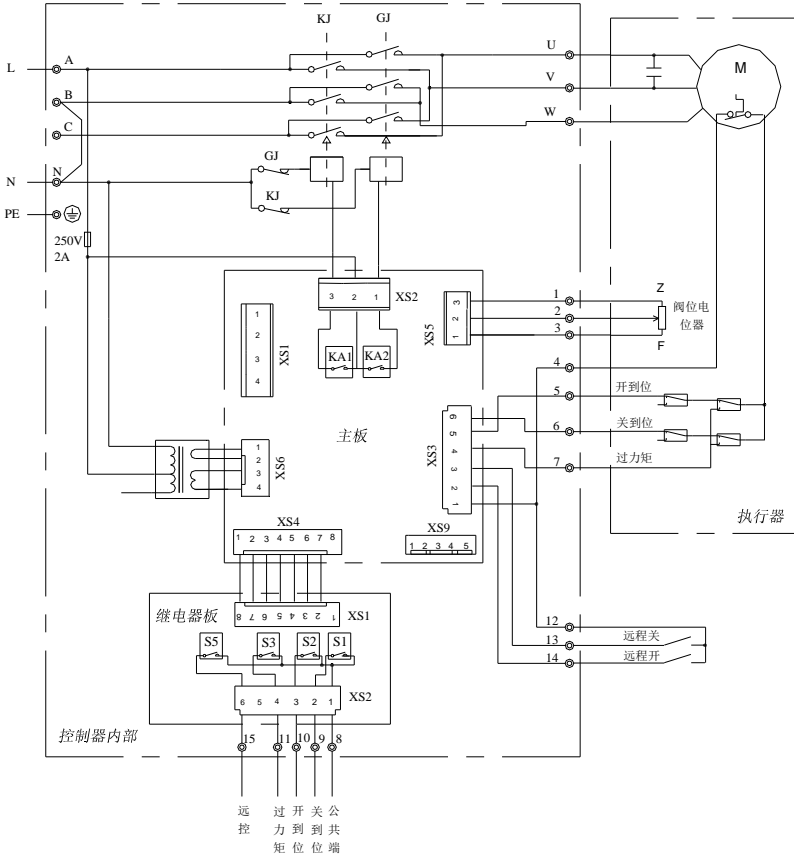 KJ GJ
L A U
B V
M
C W
N N
GJ
KJ
PE
250V
2A
3 2 1 XS2
XS5
3
2
1
1
2
3
Z
F
阀位电
位器
XS1
1
2
3
4
KA1 KA2
4
5 开到位
6 关到位
7 过力矩
主板
XS3
6
5
4
3
2
1
XS6
1
2
3
4
执行器
XS4
1 2 3 4 5 6 7 8
XS9
1 2 3 4 5
继电器板
8 7 6 5 4 3 2 1 XS1
12
13 远程关
14 远程开
S5 S3 S2 S1
6 5 4 3 2 1 XS2
控制器内部
15 11 10 9 8
远控
过力矩
开到位
关到位
公共端